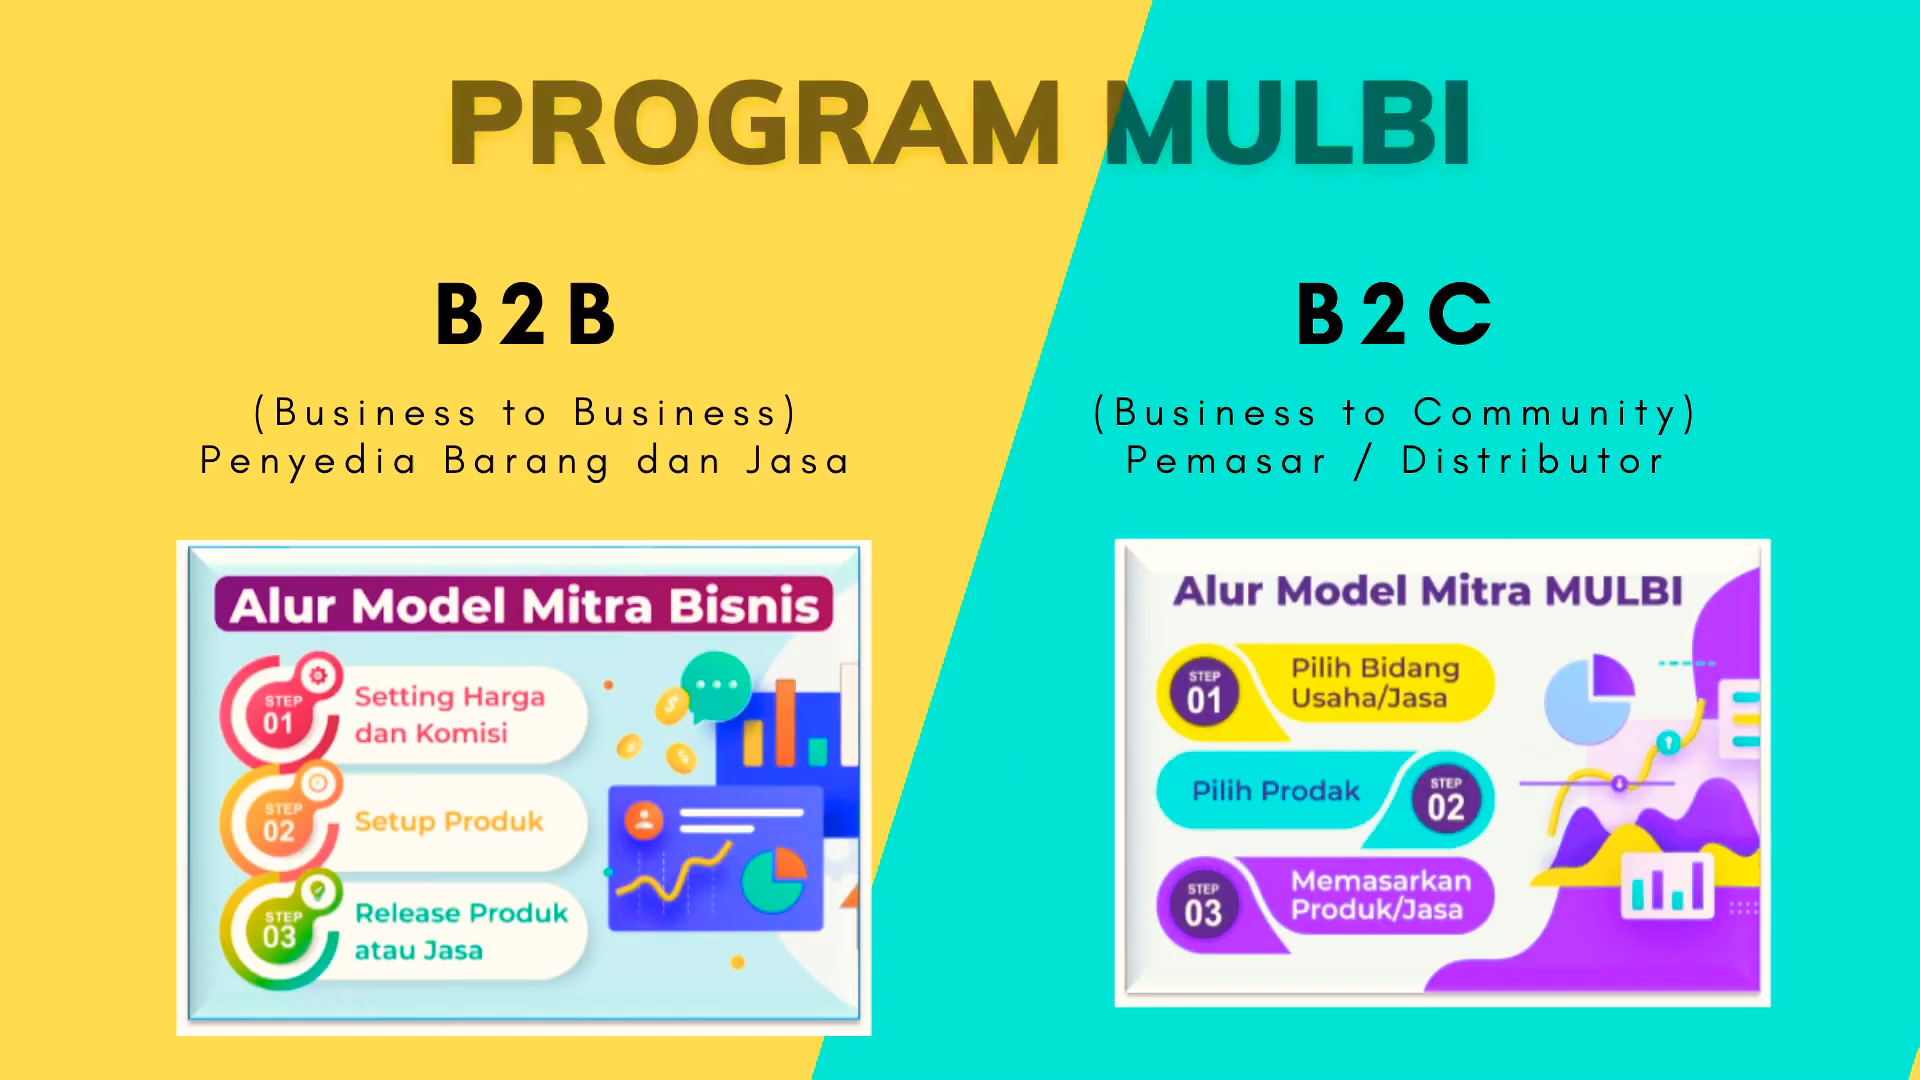 PROGRAM MULBI
B2B
(Business to Business)
Penyedia Barang dan Jasa
Alur Model Mitra Bisnis
STEP
01
Setting Harga
dan Komisi
STEP
02
Setup Produk
STEP
03
Release Produk
atau Jasa
B2C
(Business to Community)
Pemasar / Distributor
Alur Model Mitra MULBI
STEP
01
Pilih Bidang
Usaha/Jasa
Pilih Prodak
STEP
02
STEP
03
Memasarkan
Produk/Jasa